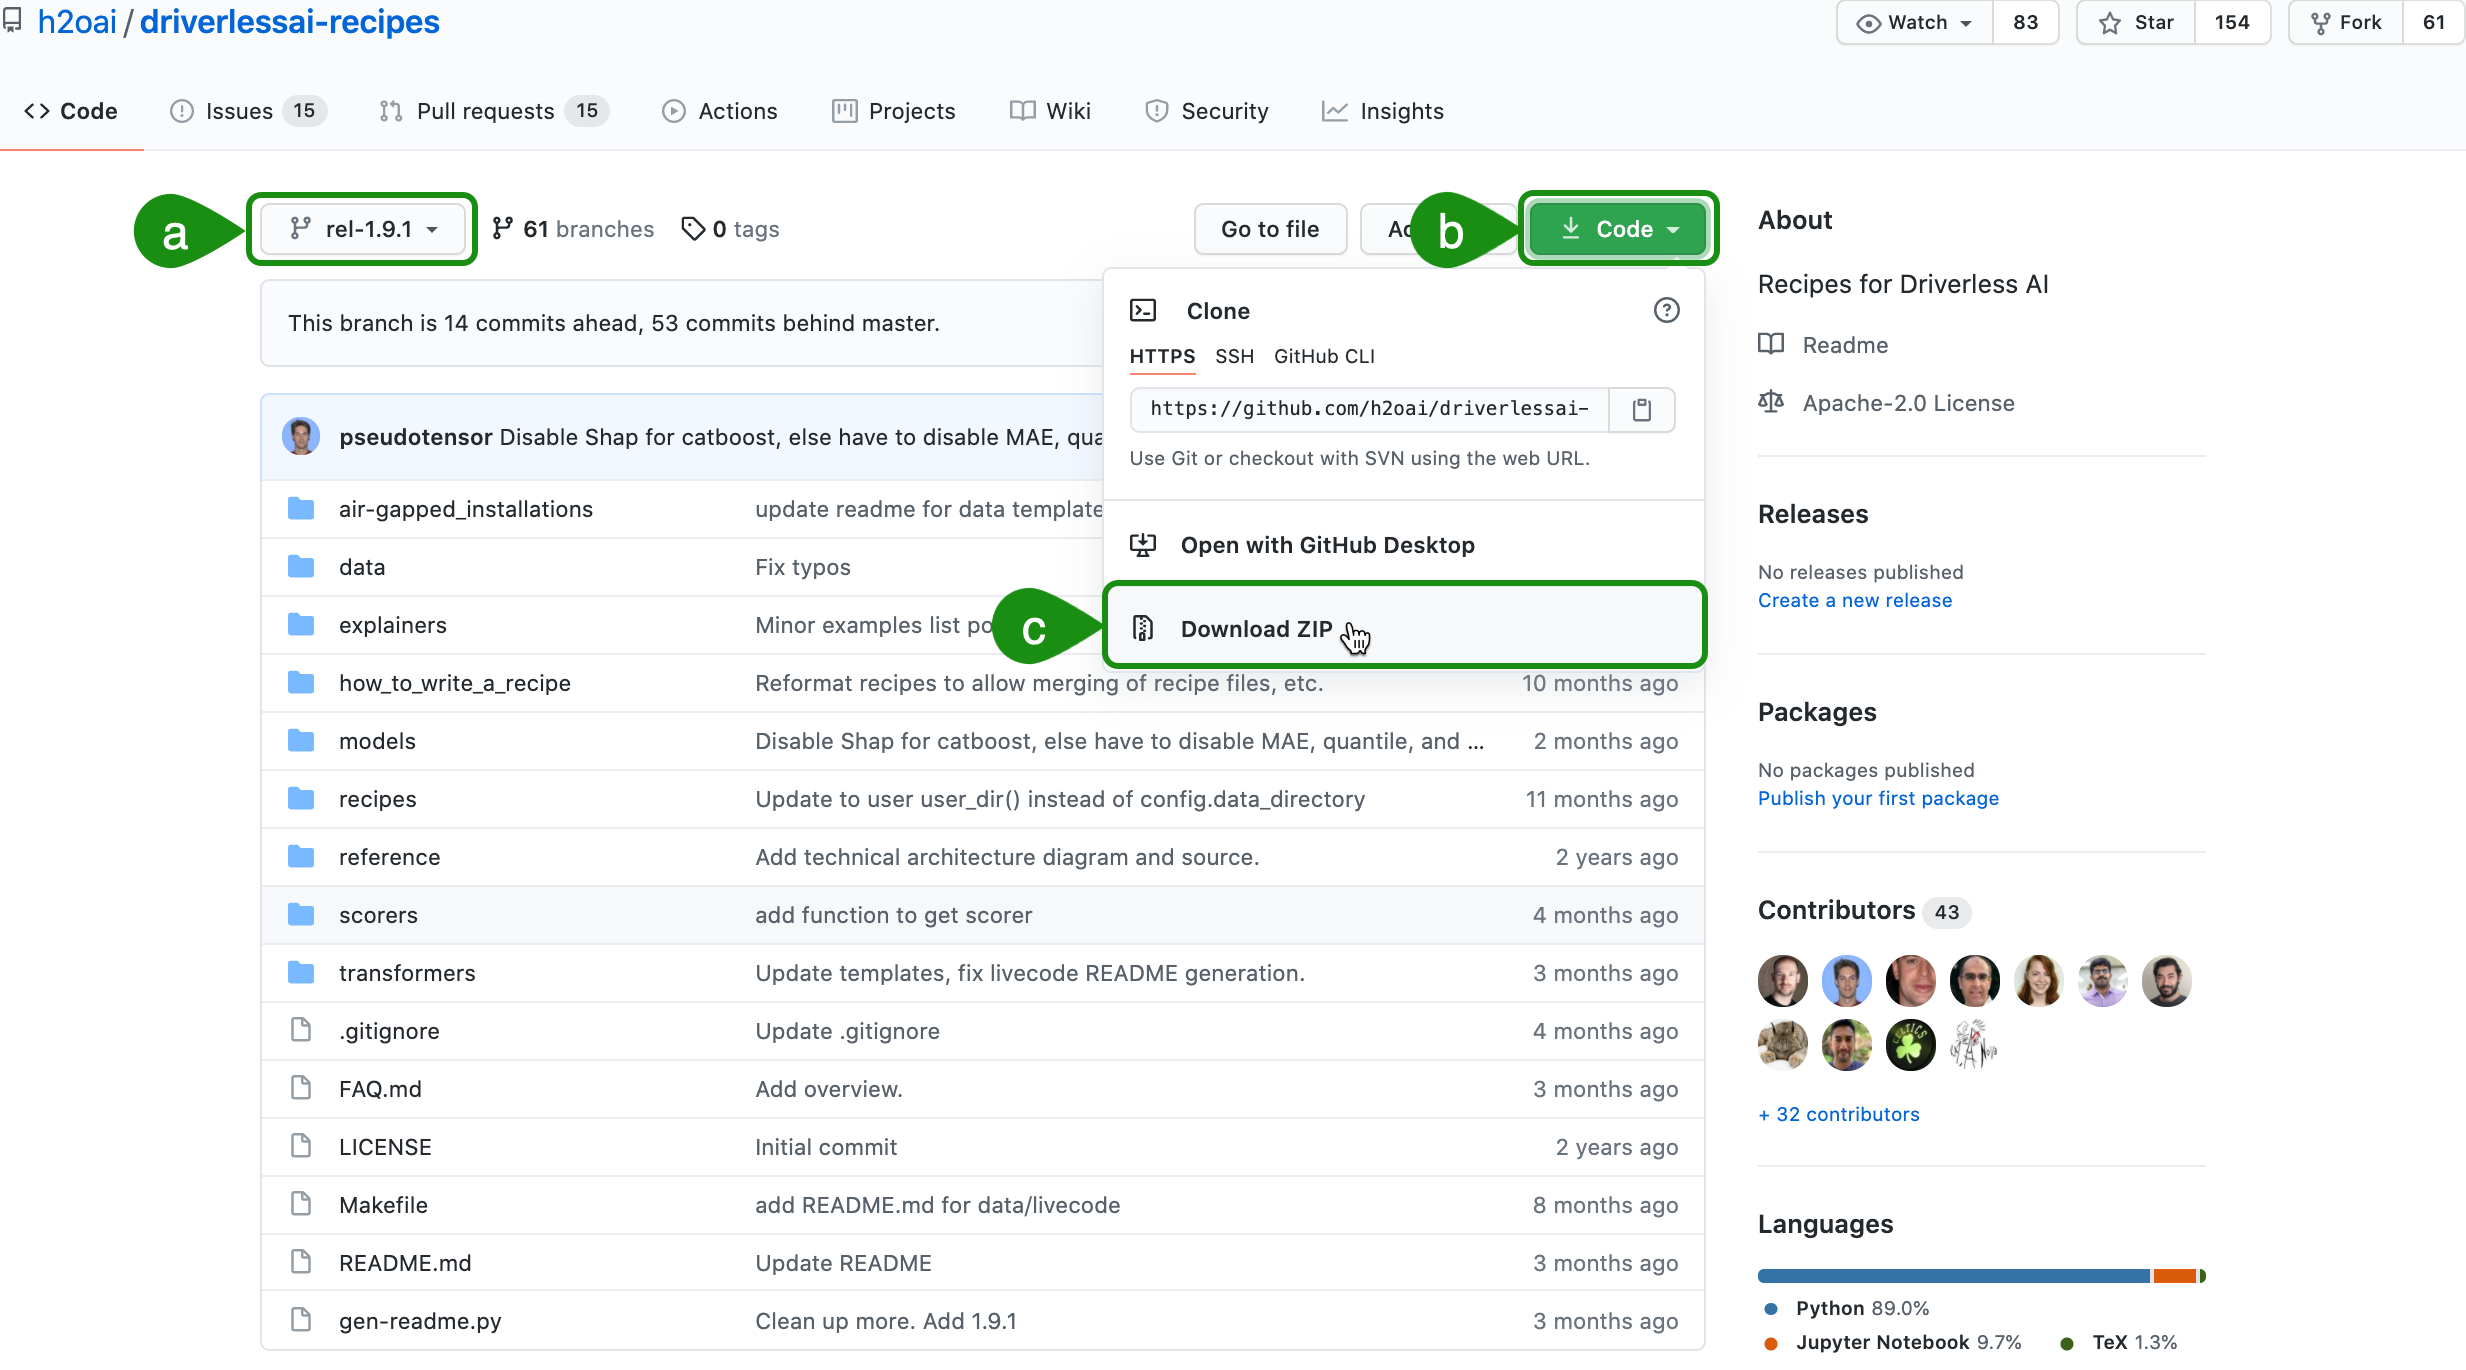 h2oai / driverlessai-recipes
Watch 83 Star 154 Fork 61
Code Issues 15 Pull requests 15 Actions Projects Wiki Security Insights
a rel-1.9.1 61 branches 0 tags Go to file b Code
This branch is 14 commits ahead, 53 commits behind master.
Clone
HTTPS SSH GitHub CLI
https://github.com/h2oai/driverlessai-
Use Git or checkout with SVN using the web URL.
Open with GitHub Desktop
c Download ZIP
pseudotensor Disable Shap for catboost, else have to disable MAE,
air-gapped_installations update readme for data template
data Fix typos
explainers Minor examples list
how_to_write_a_recipe Reformat recipes to allow merging of recipe files, etc. 10 months ago
models Disable Shap for catboost, else have to disable MAE, quantile, and ... 2 months ago
recipes Update to user user_dir() instead of config.data_directory 11 months ago
reference Add technical architecture diagram and source. 2 years ago
scorers add function to get scorer 4 months ago
transformers Update templates, fix livecode README generation. 3 months ago
.gitignore Update .gitignore 4 months ago
FAQ.md Add overview. 3 months ago
LICENSE Initial commit 2 years ago
Makefile add README.md for data/livecode 8 months ago
README.md Update README 3 months ago
gen-readme.py Clean up more. Add 1.9.1 3 months ago
About
Recipes for Driverless AI
Readme
Apache-2.0 License
Releases
No releases published
Create a new release
Packages
No packages published
Publish your first package
Contributors 43
CELTICS
+ 32 contributors
Languages
Python 89.0%
Jupyter Notebook 9.7% TeX 1.3%